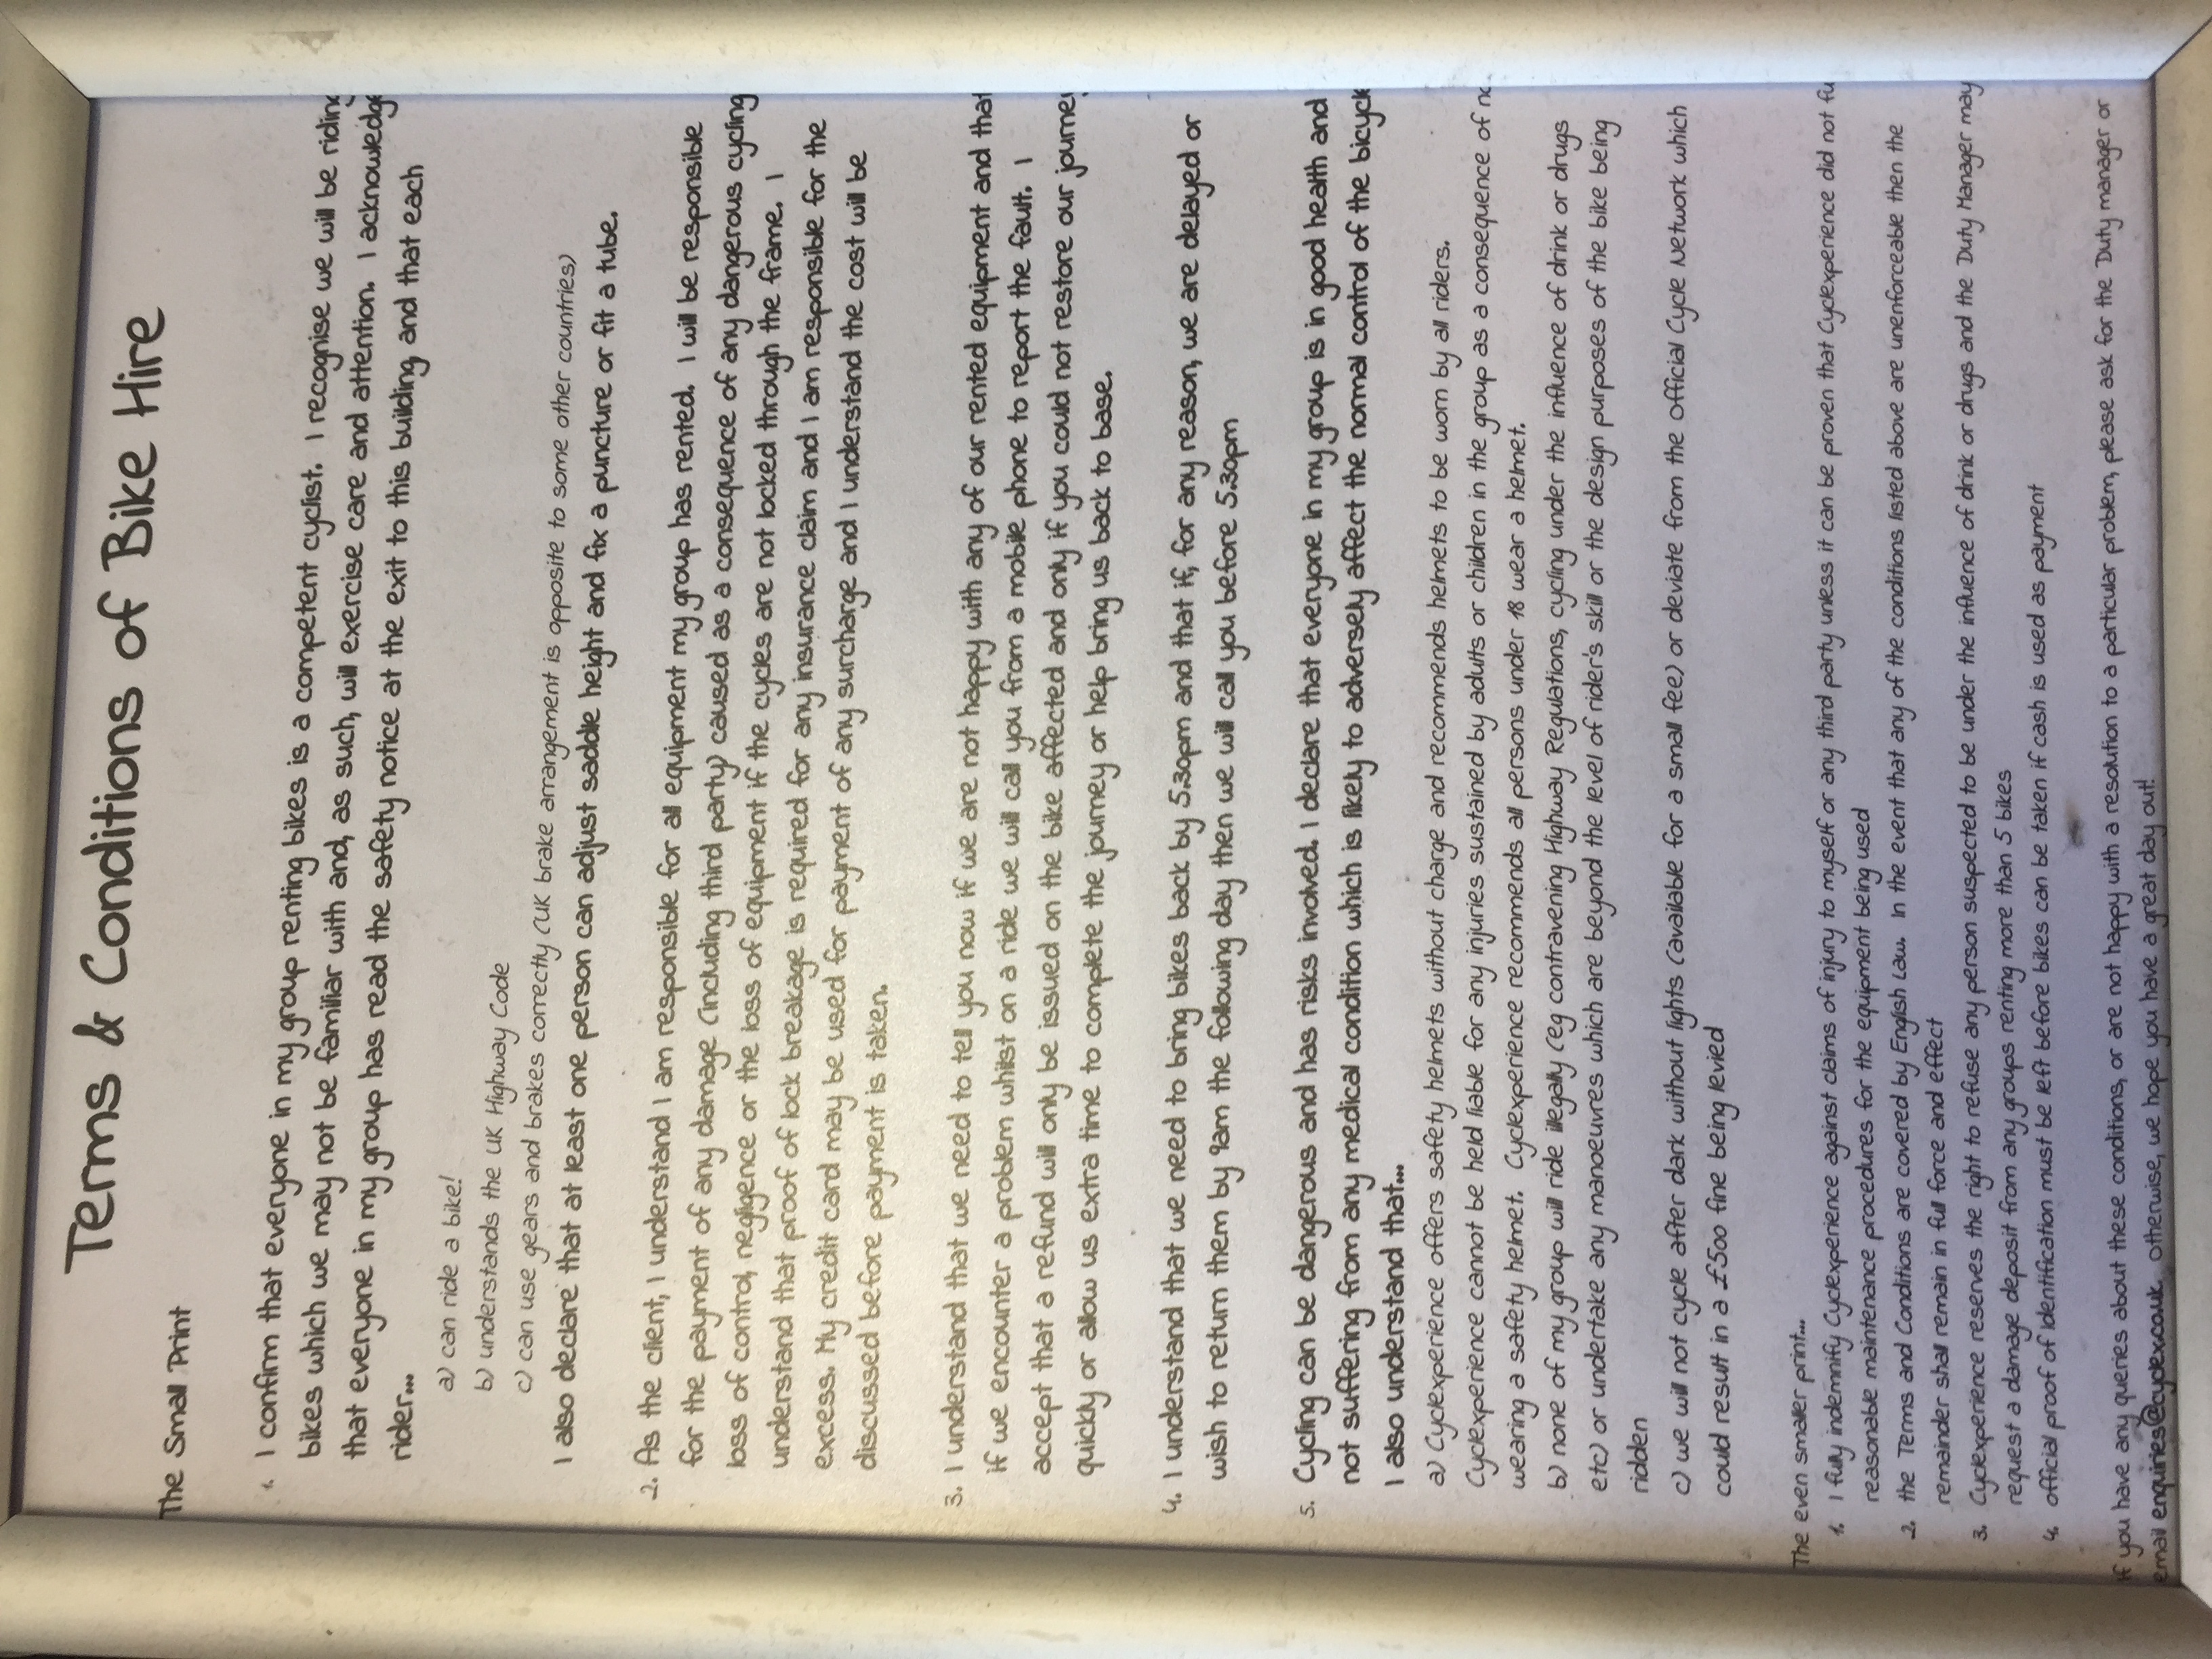 Terms & Conditions of Bike Hire
The Small Print
1. I confirm that everyone in my group renting bikes is a competent cyclist. I recognise we will be riding
bikes which we may not be familiar with and, as such, will exercise care and attention. I acknowledge
that everyone in my group has read the safety notice at the exit to this building, and that each
rider...
a) can ride a bike!
b) understands the UK Highway Code
c) can use gears and brakes correctly (UK brake arrangement is opposite to some other countries)
I also declare that at least one person can adjust saddle height and fix a puncture or fit a tube.
2. As the client, I understand I am responsible for all equipment my group has rented. I will be responsible
for the payment of any damage (including third party) caused as a consequence of any dangerous cycling
loss of control, negligence or the loss of equipment if the cycles are not locked through the frame. I
understand that proof of lock breakage is required for any insurance claim and I am responsible for the
excess. My credit card may be used for payment of any surcharge and I understand the cost will be
discussed before payment is taken.
3. I understand that we need to tell you now if we are not happy with any of our rented equipment and that
if we encounter a problem whilst on a ride we will call you from a mobile phone to report the fault. I
accept that a refund will only be issued on the bike affected and only if you could not restore our journey
quickly or allow us extra time to complete the journey or help bring us back to base.
4. I understand that we need to bring bikes back by 5.30pm and that if, for any reason, we are delayed or
wish to return them by 9am the following day then we will call you before 5.30pm
5. Cycling can be dangerous and has risks involved. I declare that everyone in my group is in good health and
not suffering from any medical condition which is likely to adversely affect the normal control of the bicycle
I also understand that...
a) Cyclexperience offers safety helmets without charge and recommends helmets to be worn by all riders.
Cyclexperience cannot be held liable for any injuries sustained by adults or children in the group as a consequence of no
wearing a safety helmet. Cyclexperience recommends all persons under 18 wear a helmet.
b) none of my group will ride illegally (eg contravening Highway Regulations, cycling under the influence of drink or drugs
etc) or undertake any manoeuvres which are beyond the level of rider's skill or the design purposes of the bike being
ridden
c) we will not cycle after dark without lights (available for a small fee) or deviate from the Official Cycle Network which
could result in a £500 fine being levied
The even smaller print...
1. I fully indemnify Cyclexperience against claims of injury to myself or any third party unless it can be proven that Cyclexperience did not fu
reasonable maintenance procedures for the equipment being used
2. the Terms and Conditions are covered by English Law. In the event that any of the conditions listed above are unenforceable then the
remainder shall remain in full force and effect
3. Cyclexperience reserves the right to refuse any person suspected to be under the influence of drink or drugs and the Duty Manager may
request a damage deposit from any groups renting more than 5 bikes
4. official proof of Identification must be left before bikes can be taken if cash is used as payment
If you have any queries about these conditions, or are not happy with a resolution to a particular problem, please ask for the Duty manager or
email enquiries@cyclex.co.uk. Otherwise, we hope you have a great day out!